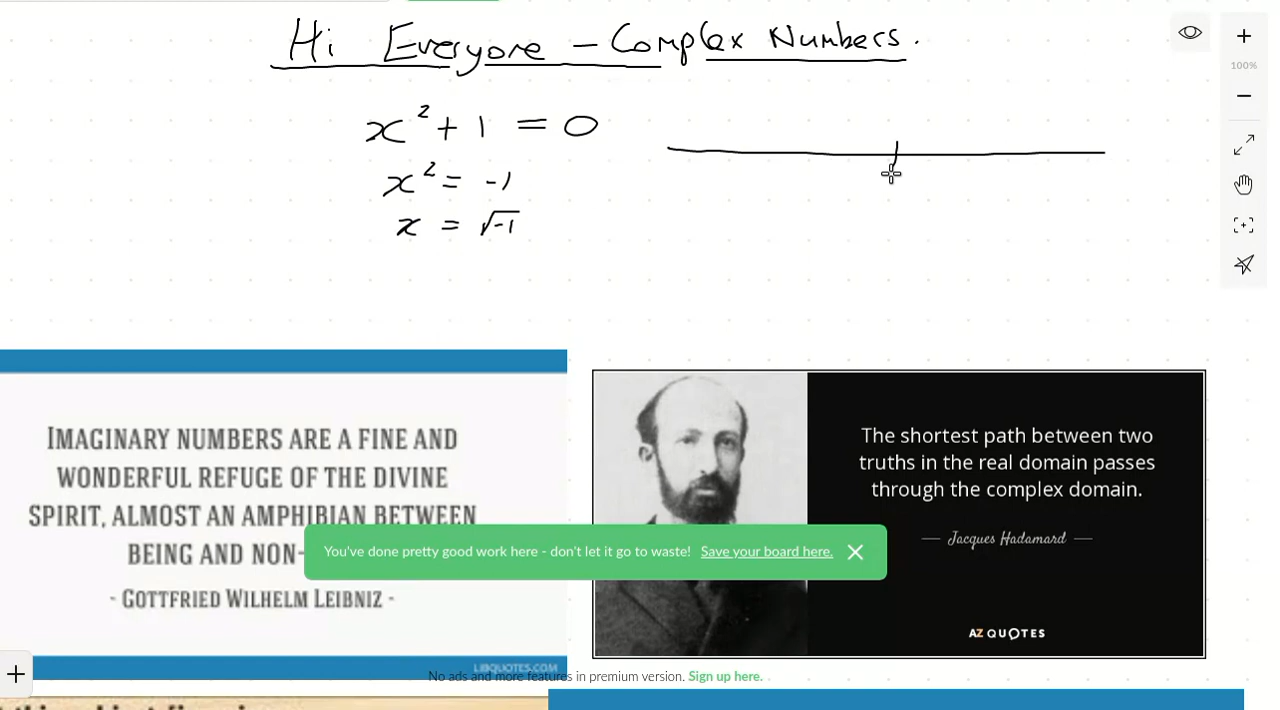 Hi Everyone - Complex Numbers.
x² + 1 = 0
x² = -1
x = √-1
100%
IMAGINARY NUMBERS ARE A FINE AND
WONDERFUL REFUGE OF THE DIVINE
SPIRIT, ALMOST AN AMPHIBIAN BETWEEN
BEING AND NON-
- GOTTFRIED WILHELM LEIBNIZ -
LIBQUOTES.COM
The shortest path between two
truths in the real domain passes
through the complex domain.
— Jacques Hadamard —
AZ QUOTES
You've done pretty good work here - don't let it go to waste! Save your board here.
No ads and more features in premium version. Sign up here.